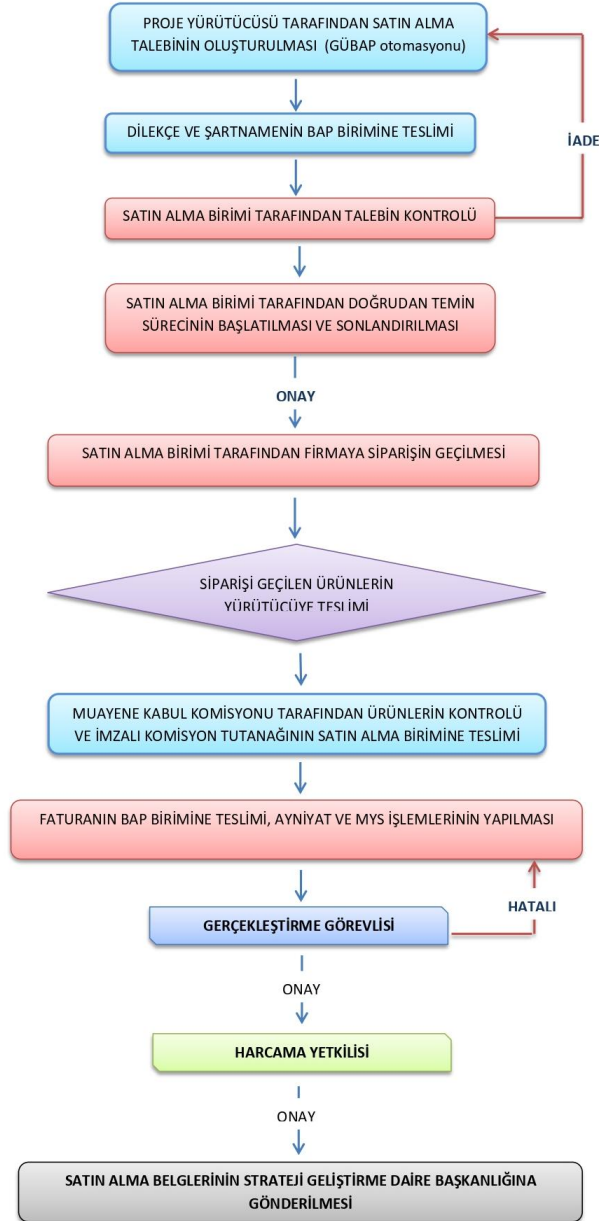 PROJE YÜRÜTÜCÜSÜ TARAFINDAN SATIN ALMA
TALEBİNİN OLUŞTURULMASI (GÜBAP otomasyonu)
DİLEKÇE VE ŞARTNAMENİN BAP BİRİMİNE TESLİMİ
İADE
SATIN ALMA BİRİMİ TARAFINDAN TALEBİN KONTROLÜ
SATIN ALMA BİRİMİ TARAFINDAN DOĞRUDAN TEMİN
SÜRECİNİN BAŞLATILMASI VE SONLANDIRILMASI
ONAY
SATIN ALMA BİRİMİ TARAFINDAN FİRMAYA SİPARİŞİN GEÇİLMESİ
SİPARİŞİ GEÇİLEN ÜRÜNLERİN
YÜRÜTÜCÜYE TESLİMİ
MUAYENE KABUL KOMİSYONU TARAFINDAN ÜRÜNLERİN KONTROLÜ
VE İMZALI KOMİSYON TUTANAĞININ SATIN ALMA BİRİMİNE TESLİMİ
FATURANIN BAP BİRİMİNE TESLİMİ, AYNİYAT VE MYS İŞLEMLERİNİN YAPILMASI
HATALI
GERÇEKLEŞTİRME GÖREVLİSİ
ONAY
HARCAMA YETKİLİSİ
ONAY
SATIN ALMA BELGLERİNİN STRATEJİ GELİŞTİRME DAİRE BAŞKANLIĞINA
GÖNDERİLMESİ